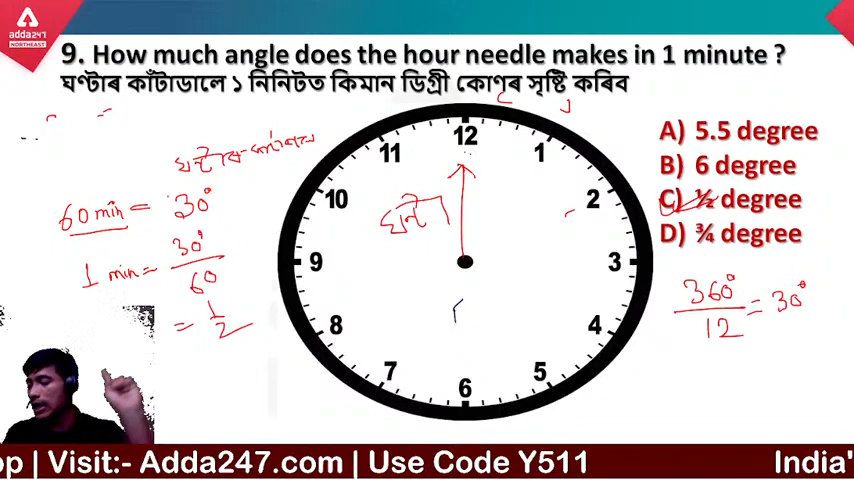 adda247
NORTHEAST
9. How much angle does the hour needle makes in 1 minute ?
ঘণ্টাৰ কাঁটাডালে ১ নিনিটত কিমান ডিগ্ৰী কোণৰ সৃষ্টি কৰিব
A) 5.5 degree
B) 6 degree
C) ½ degree
D) ¾ degree
60 min = 30°
1 min = 30°
60
= 1
2
12
1
2
3
4
5
6
7
8
9
10
11
ঘন্টা
360°
12
= 30°
op | Visit:- Adda247.com | Use Code Y511
India'